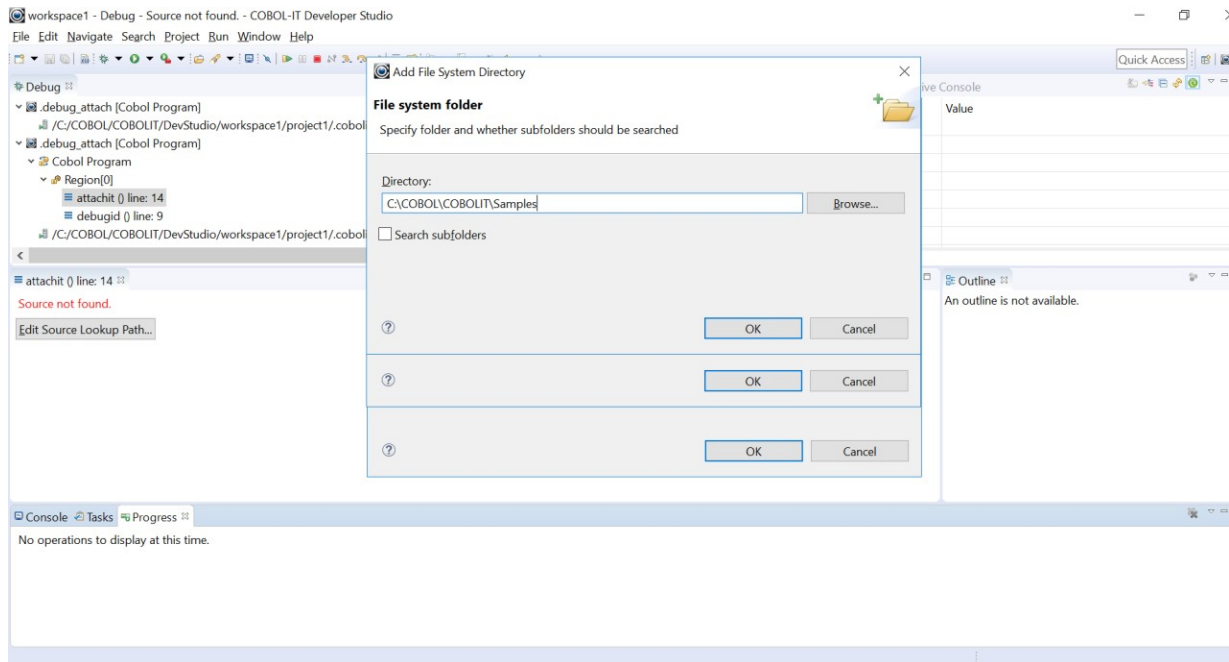 workspace1 - Debug - Source not found. - COBOL-IT Developer Studio
File Edit Navigate Search Project Run Window Help
Quick Access
Debug
.debug_attach [Cobol Program]
/C:/COBOL/COBOLIT/DevStudio/workspace1/project1/.coboli
.debug_attach [Cobol Program]
Cobol Program
Region[0]
attachit () line: 14
debugid () line: 9
/C:/COBOL/COBOLIT/DevStudio/workspace1/project1/.coboli
Add File System Directory
File system folder
Specify folder and whether subfolders should be searched
Directory:
C:\COBOL\COBOLIT\Samples
Browse...
Search subfolders
OK Cancel
OK Cancel
OK Cancel
ive Console
Value
attachit () line: 14
Source not found.
Edit Source Lookup Path...
Outline
An outline is not available.
Console Tasks Progress
No operations to display at this time.